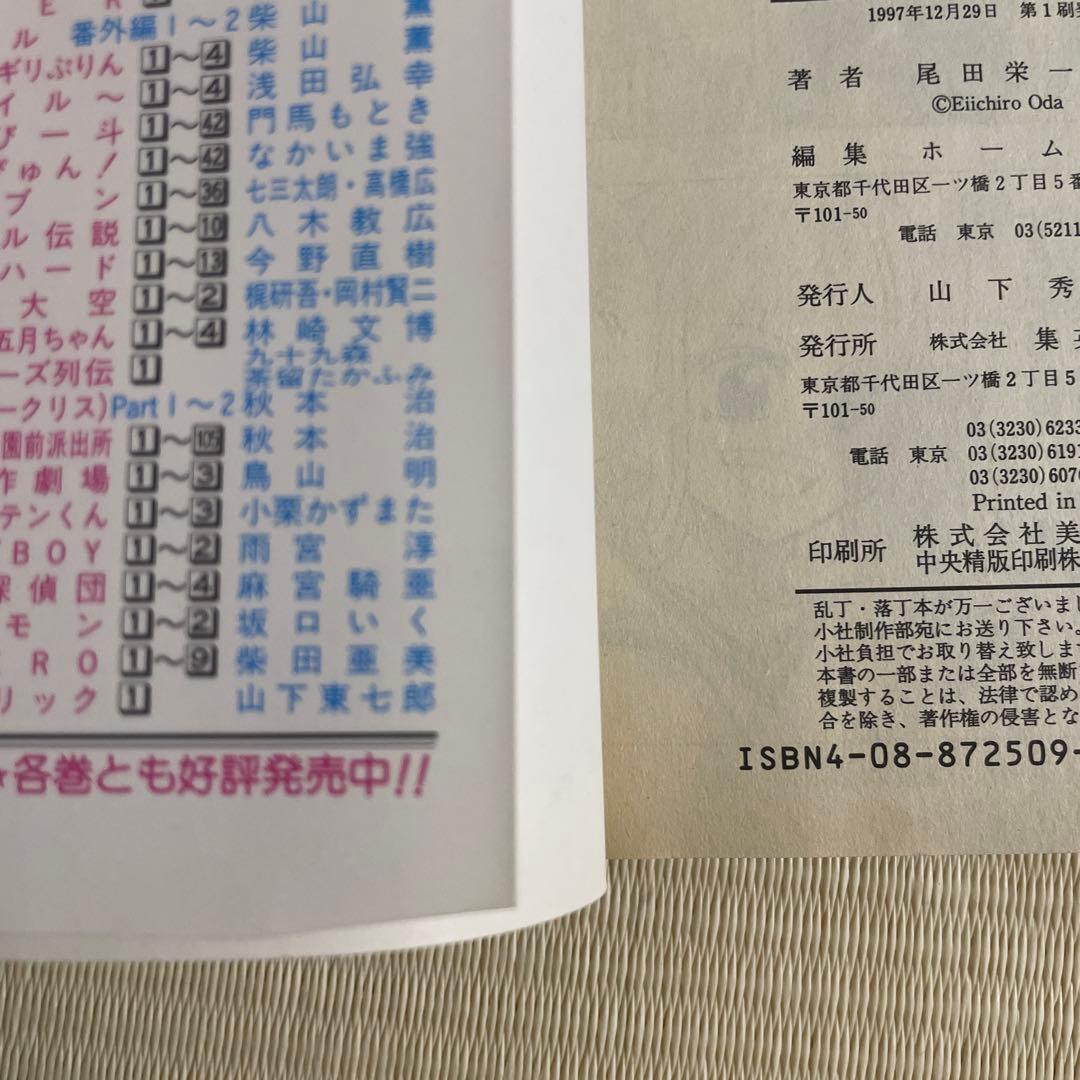 E R
ル 番外編1～2 柴山 薫
ギリぷりん 1～4 柴山 薫
イル～ 1～4 浅田弘幸
び一斗 1～42 門馬もとき
ぎゅん! 1～42 なかいま強
ブン 1～36 七三太朗・高橋広
ル伝説 1～10 八木教広
ハード 1～13 今野直樹
大空 1～2 梶研吾・岡村賢二
五月ちゃん 1～4 林崎文博
ーズ列伝 1 九十九森
茶留たかふみ
ークリス)Part1～2 秋本 治
園前派出所 1～105 秋本 治
作劇場 1～3 鳥山 明
テンくん 1～3 小栗かずまた
BOY 1～2 雨宮 淳
探偵団 1～4 麻宮騎亜
モン 1～2 坂口いく
ERO 1～9 柴田亜美
リック 1 山下東七郎
各巻とも好評発売中!!
1997年12月29日 第1刷
著者 尾田栄一
©Eiichiro Oda
編集 ホーム
東京都千代田区一ツ橋2丁目5番
〒101-50
電話 東京 03(5211
発行人 山下秀
発行所 株式会社 集英
東京都千代田区一ツ橋2丁目5
〒101-50
03(3230)6233
電話 東京 03(3230)6191
03(3230)6076
Printed in
印刷所 株式会社美
中央精版印刷株
乱丁・落丁本が万一ございまし
小社制作部宛にお送り下さい。
小社負担でお取り替え致します
本書の一部または全部を無断
複製することは、法律で認め
合を除き、著作権の侵害とな
ISBN4-08-872509-